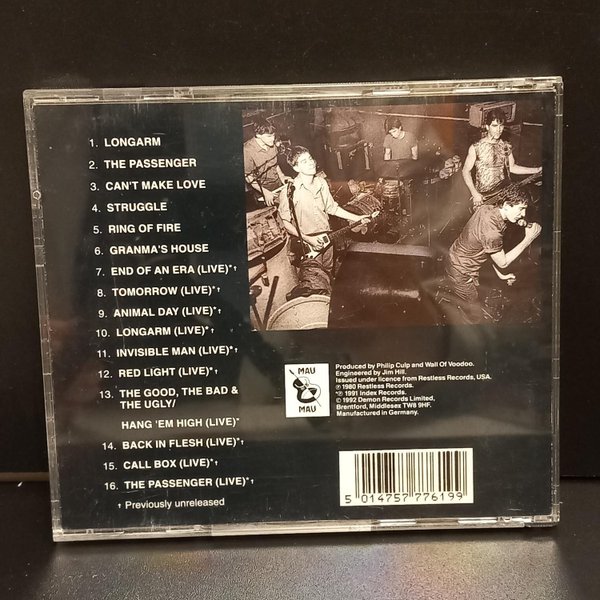 1. LONGARM
2. THE PASSENGER
3. CAN'T MAKE LOVE
4. STRUGGLE
5. RING OF FIRE
6. GRANMA'S HOUSE
7. END OF AN ERA (LIVE)*†
8. TOMORROW (LIVE)*†
9. ANIMAL DAY (LIVE)*†
10. LONGARM (LIVE)*†
11. INVISIBLE MAN (LIVE)*†
12. RED LIGHT (LIVE)*†
13. THE GOOD, THE BAD &
THE UGLY/
HANG 'EM HIGH (LIVE)*
14. BACK IN FLESH (LIVE)*†
15. CALL BOX (LIVE)*†
16. THE PASSENGER (LIVE)*†
† Previously unreleased
MAU
MAU
Produced by Philip Culp and Wall Of Voodoo.
Engineered by Jim Hill.
Issued under licence from Restless Records, USA.
℗ 1980 Restless Records.
℗ 1991 Index Records.
© 1992 Demon Records Limited,
Brentford, Middlesex TW8 9HF.
Manufactured in Germany.
5 014757 776199